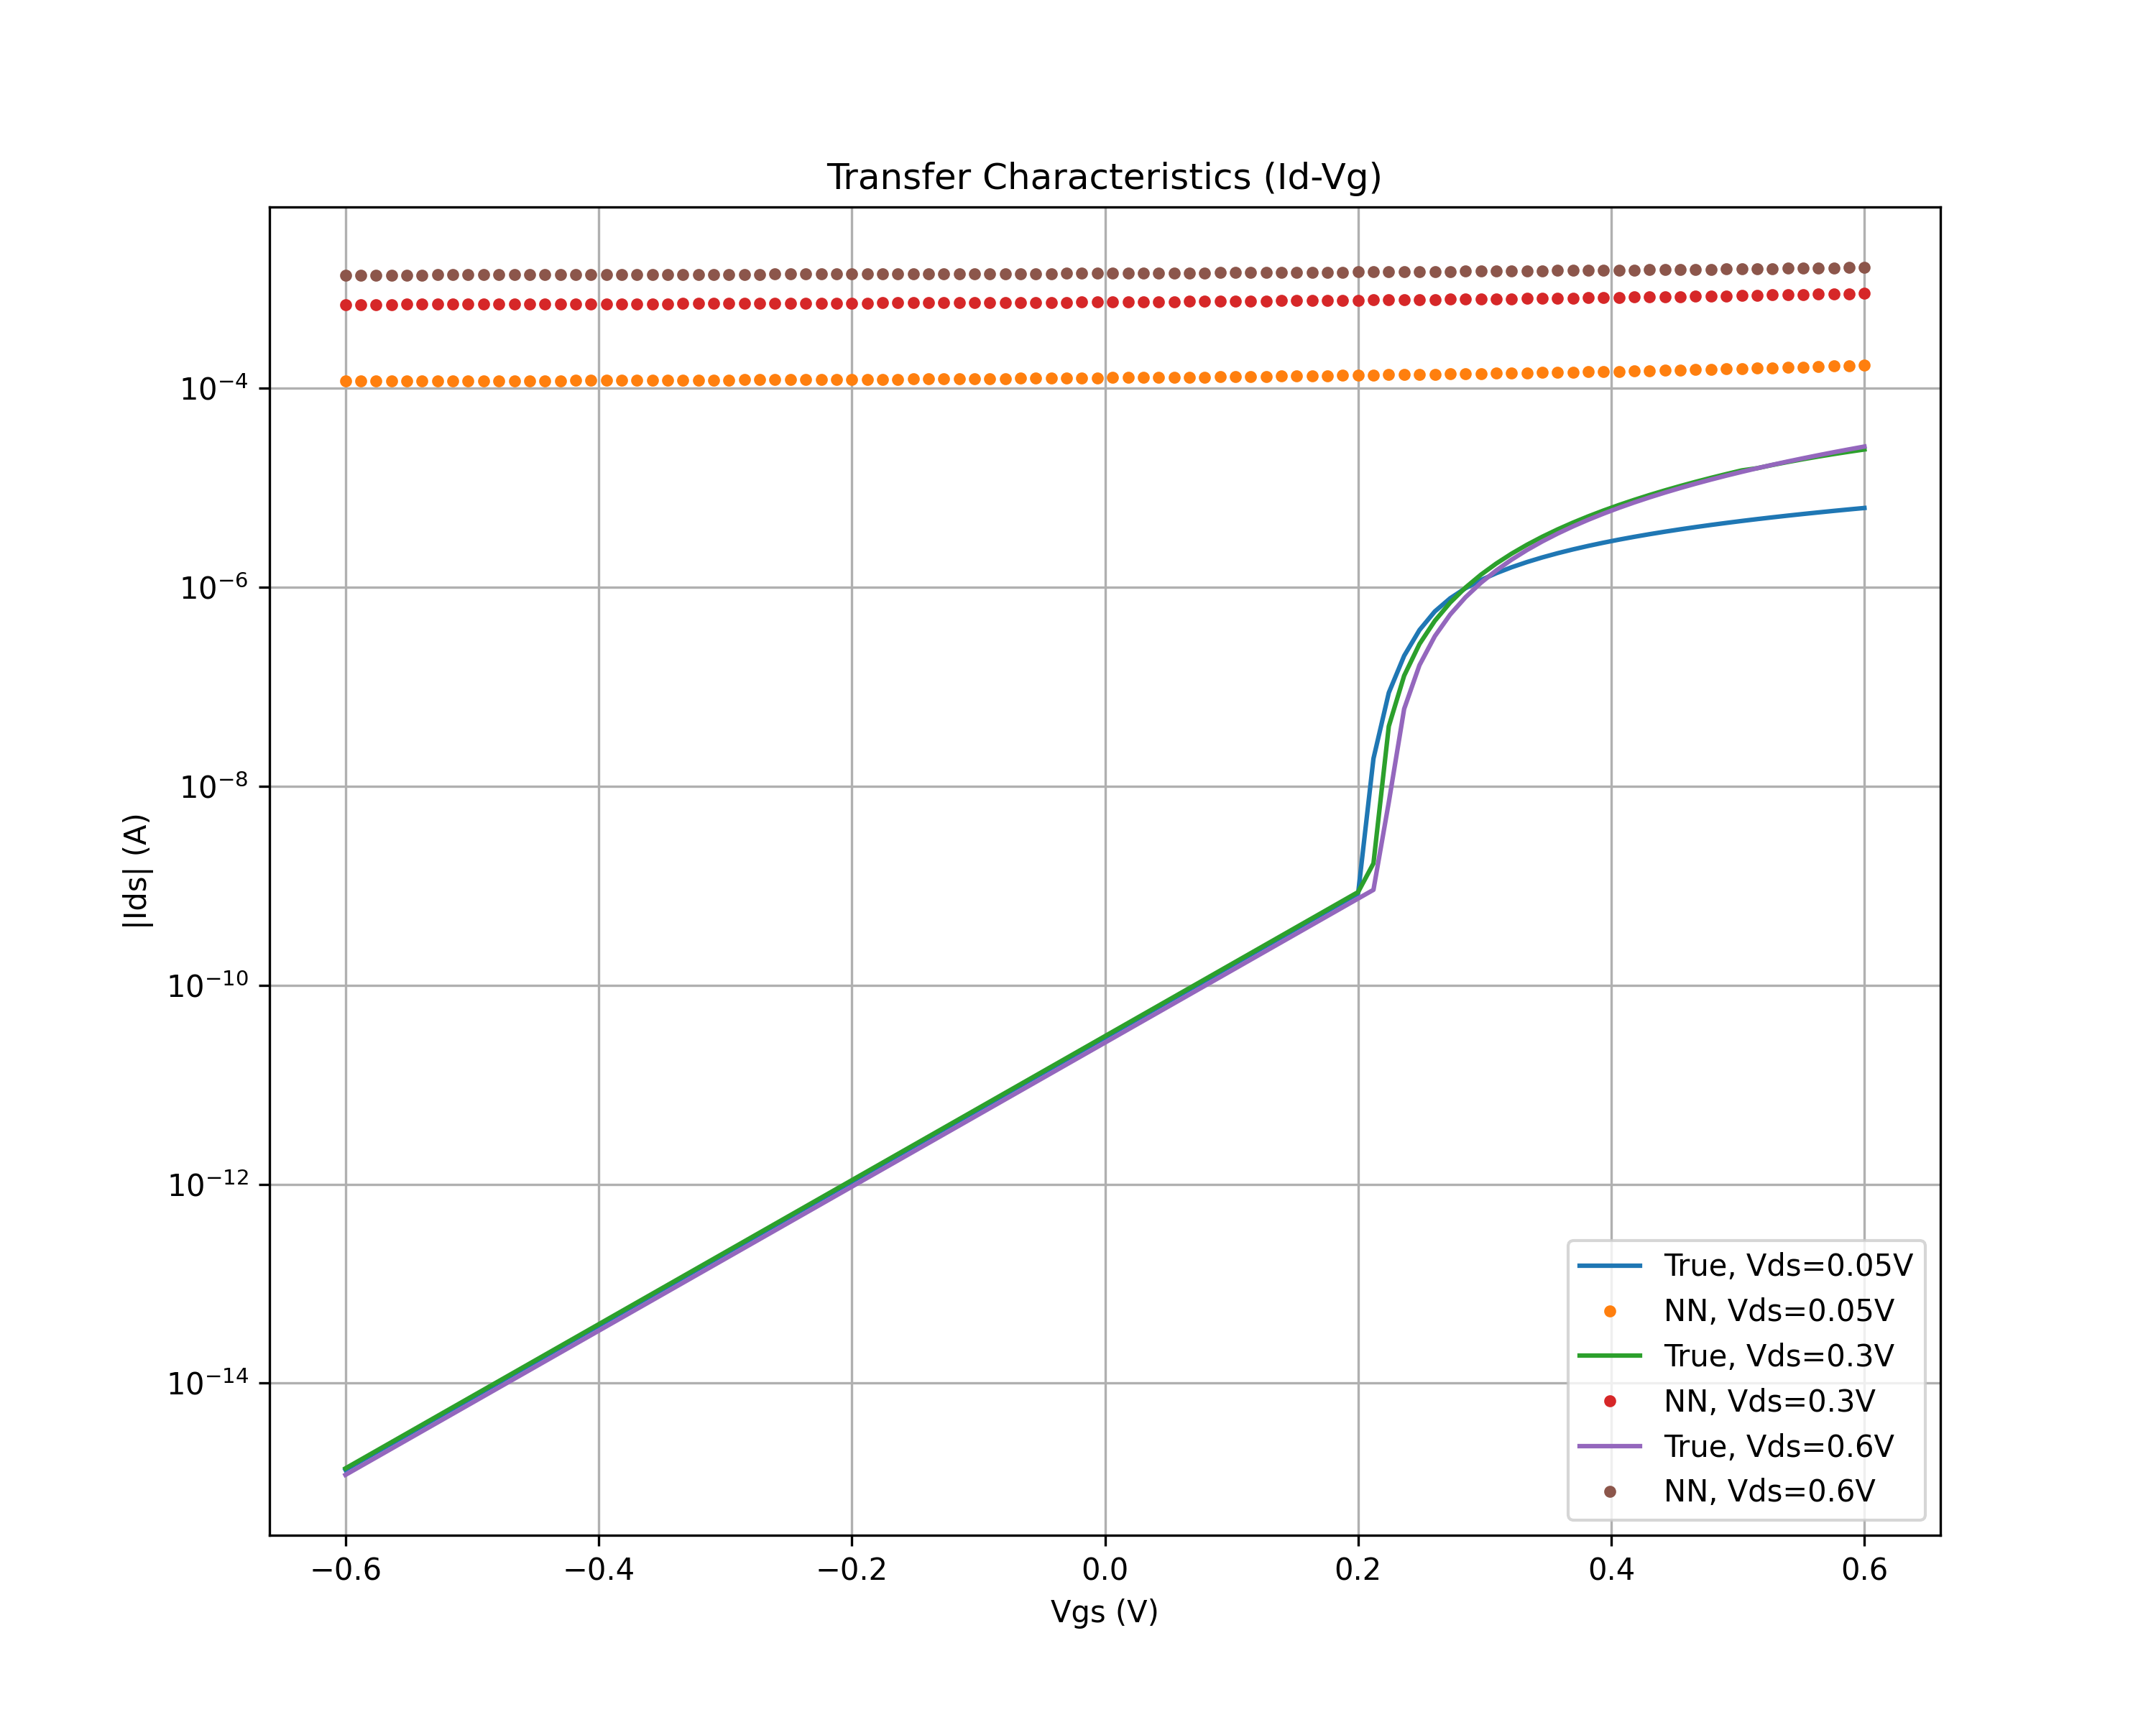 Transfer Characteristics (Id-Vg)
|Ids| (A)
10⁻⁴
10⁻⁶
10⁻⁸
10⁻¹⁰
10⁻¹²
10⁻¹⁴
−0.6 −0.4 −0.2 0.0 0.2 0.4 0.6
Vgs (V)
True, Vds=0.05V
NN, Vds=0.05V
True, Vds=0.3V
NN, Vds=0.3V
True, Vds=0.6V
NN, Vds=0.6V